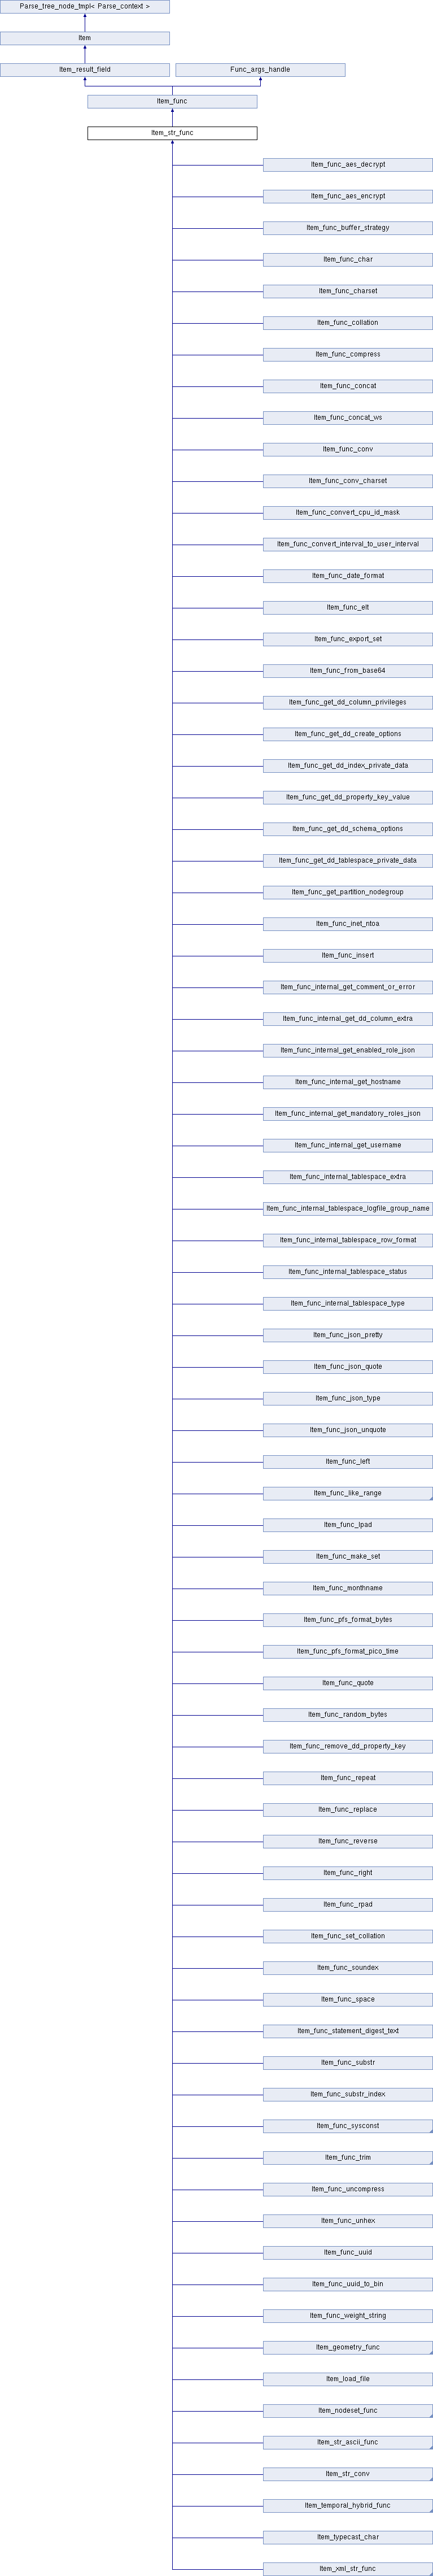 Parse_tree_node_tmpl< Parse_context >
Item
Item_result_field
Func_args_handle
Item_func
Item_str_func
Item_func_aes_decrypt
Item_func_aes_encrypt
Item_func_buffer_strategy
Item_func_char
Item_func_charset
Item_func_collation
Item_func_compress
Item_func_concat
Item_func_concat_ws
Item_func_conv
Item_func_conv_charset
Item_func_convert_cpu_id_mask
Item_func_convert_interval_to_user_interval
Item_func_date_format
Item_func_elt
Item_func_export_set
Item_func_from_base64
Item_func_get_dd_column_privileges
Item_func_get_dd_create_options
Item_func_get_dd_index_private_data
Item_func_get_dd_property_key_value
Item_func_get_dd_schema_options
Item_func_get_dd_tablespace_private_data
Item_func_get_partition_nodegroup
Item_func_inet_ntoa
Item_func_insert
Item_func_internal_get_comment_or_error
Item_func_internal_get_dd_column_extra
Item_func_internal_get_enabled_role_json
Item_func_internal_get_hostname
Item_func_internal_get_mandatory_roles_json
Item_func_internal_get_username
Item_func_internal_tablespace_extra
Item_func_internal_tablespace_logfile_group_name
Item_func_internal_tablespace_row_format
Item_func_internal_tablespace_status
Item_func_internal_tablespace_type
Item_func_json_pretty
Item_func_json_quote
Item_func_json_type
Item_func_json_unquote
Item_func_left
Item_func_like_range
Item_func_lpad
Item_func_make_set
Item_func_monthname
Item_func_pfs_format_bytes
Item_func_pfs_format_pico_time
Item_func_quote
Item_func_random_bytes
Item_func_remove_dd_property_key
Item_func_repeat
Item_func_replace
Item_func_reverse
Item_func_right
Item_func_rpad
Item_func_set_collation
Item_func_soundex
Item_func_space
Item_func_statement_digest_text
Item_func_substr
Item_func_substr_index
Item_func_sysconst
Item_func_trim
Item_func_uncompress
Item_func_unhex
Item_func_uuid
Item_func_uuid_to_bin
Item_func_weight_string
Item_geometry_func
Item_load_file
Item_nodeset_func
Item_str_ascii_func
Item_str_conv
Item_temporal_hybrid_func
Item_typecast_char
Item_xml_str_func